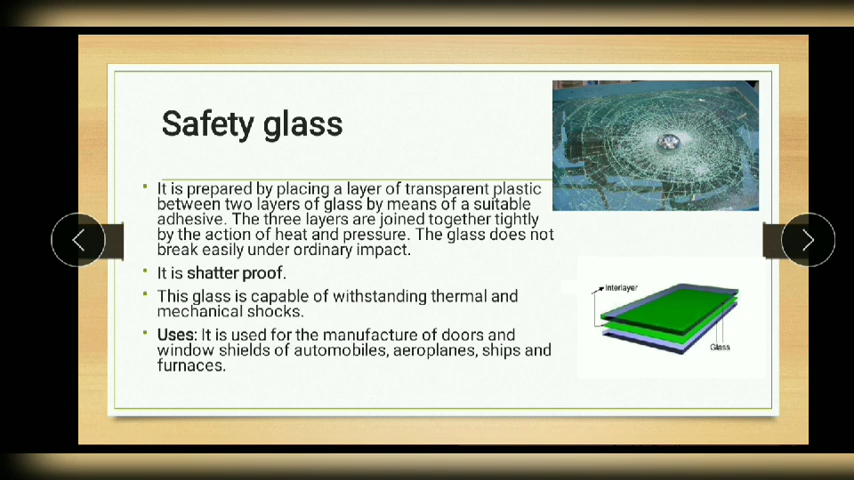 Safety glass
It is prepared by placing a layer of transparent plastic
between two layers of glass by means of a suitable
adhesive. The three layers are joined together tightly
by the action of heat and pressure. The glass does not
break easily under ordinary impact.
It is shatter proof.
This glass is capable of withstanding thermal and
mechanical shocks.
Uses: It is used for the manufacture of doors and
window shields of automobiles, aeroplanes, ships and
furnaces.
Interlayer
Glass